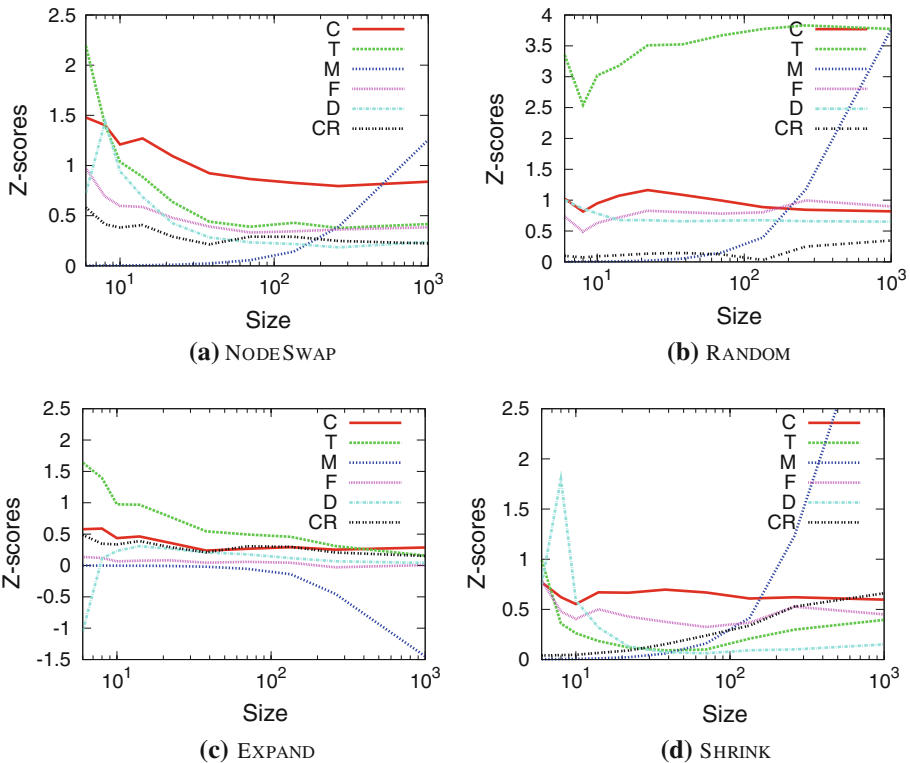 C
T
M
F
D
CR
2.5
2
1.5
1
0.5
0
Z-scores
10^1
10^2
10^3
Size
(a) NODESWAP
C
T
M
F
D
CR
4
3.5
3
2.5
2
1.5
1
0.5
0
Z-scores
10^1
10^2
10^3
Size
(b) RANDOM
C
T
M
F
D
CR
2.5
2
1.5
1
0.5
0
-0.5
-1
-1.5
Z-scores
10^1
10^2
10^3
Size
(c) EXPAND
C
T
M
F
D
CR
2.5
2
1.5
1
0.5
0
Z-scores
10^1
10^2
10^3
Size
(d) SHRINK